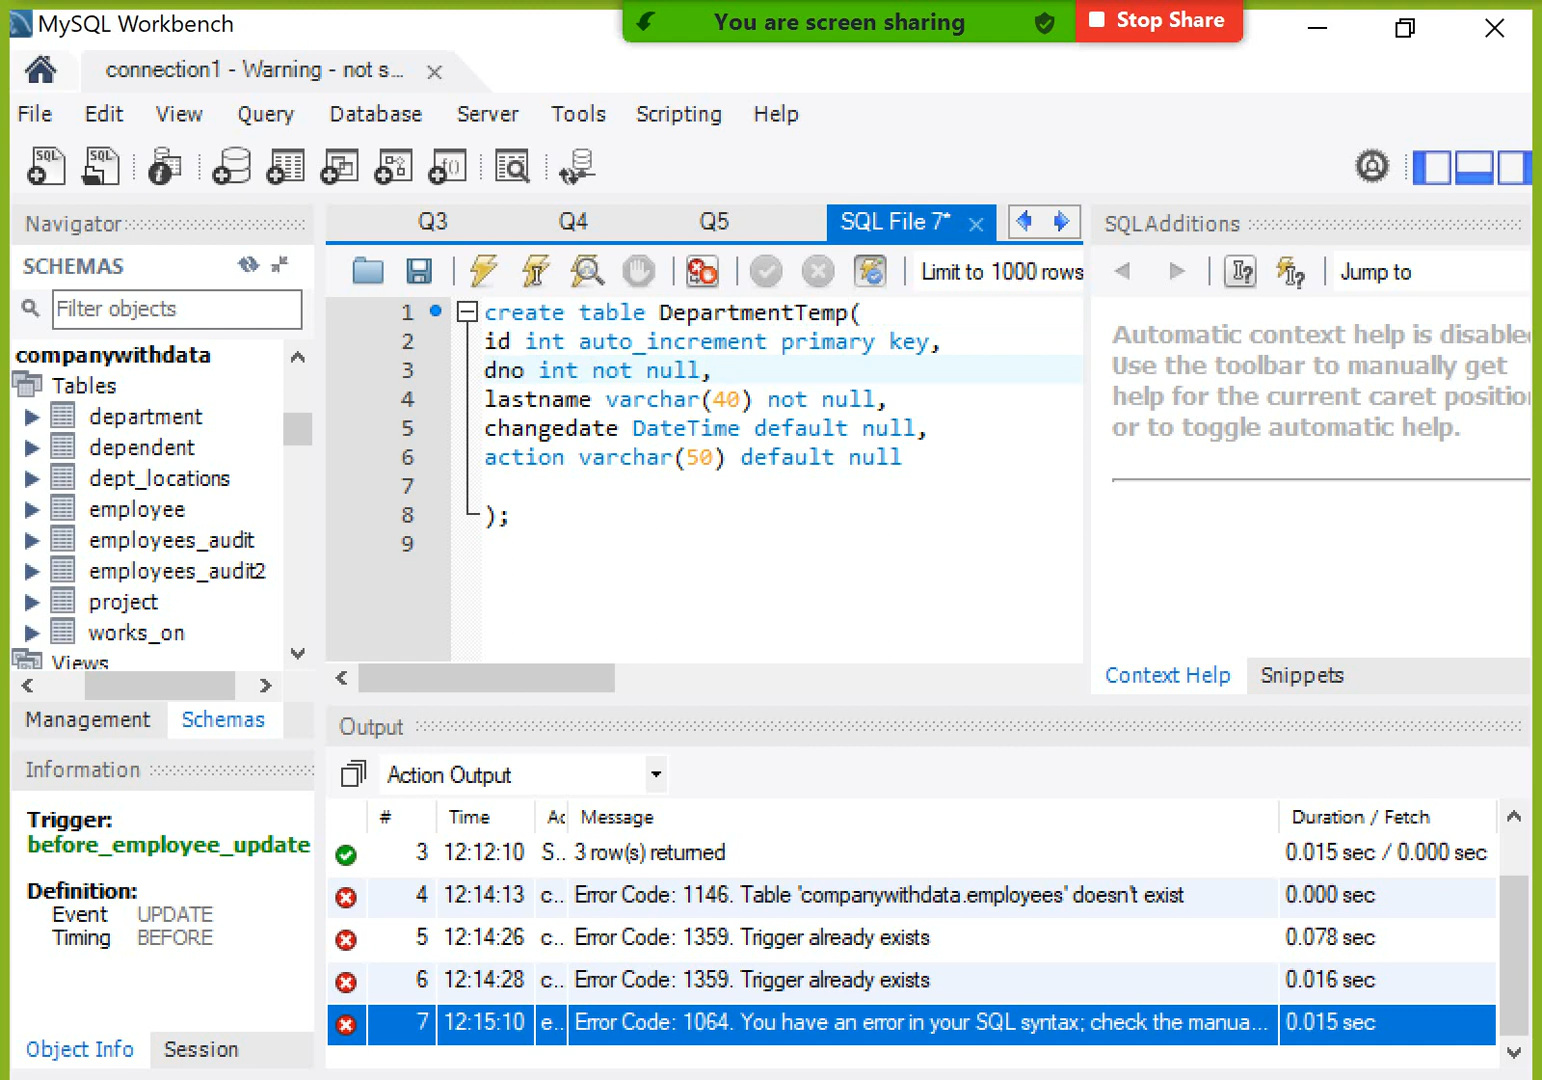 MySQL Workbench
You are screen sharing
Stop Share
connection1 - Warning - not s...
File Edit View Query Database Server Tools Scripting Help
Navigator
SCHEMAS
Filter objects
companywithdata
Tables
department
dependent
dept_locations
employee
employees_audit
employees_audit2
project
works_on
Views
Management Schemas
Information
Trigger:
before_employee_update
Definition:
Event UPDATE
Timing BEFORE
Object Info Session
Q3 Q4 Q5 SQL File 7*
Limit to 1000 rows
1 create table DepartmentTemp(
2 id int auto_increment primary key,
3 dno int not null,
4 lastname varchar(40) not null,
5 changedate DateTime default null,
6 action varchar(50) default null
7
8 );
9
SQLAdditions
Jump to
Automatic context help is disable
Use the toolbar to manually get
help for the current caret positio
or to toggle automatic help.
Context Help Snippets
Output
Action Output
# Time Ac Message Duration / Fetch
3 12:12:10 S.. 3 row(s) returned 0.015 sec / 0.000 sec
4 12:14:13 c.. Error Code: 1146. Table 'companywithdata.employees' doesn't exist 0.000 sec
5 12:14:26 c.. Error Code: 1359. Trigger already exists 0.078 sec
6 12:14:28 c.. Error Code: 1359. Trigger already exists 0.016 sec
7 12:15:10 e.. Error Code: 1064. You have an error in your SQL syntax; check the manua... 0.015 sec